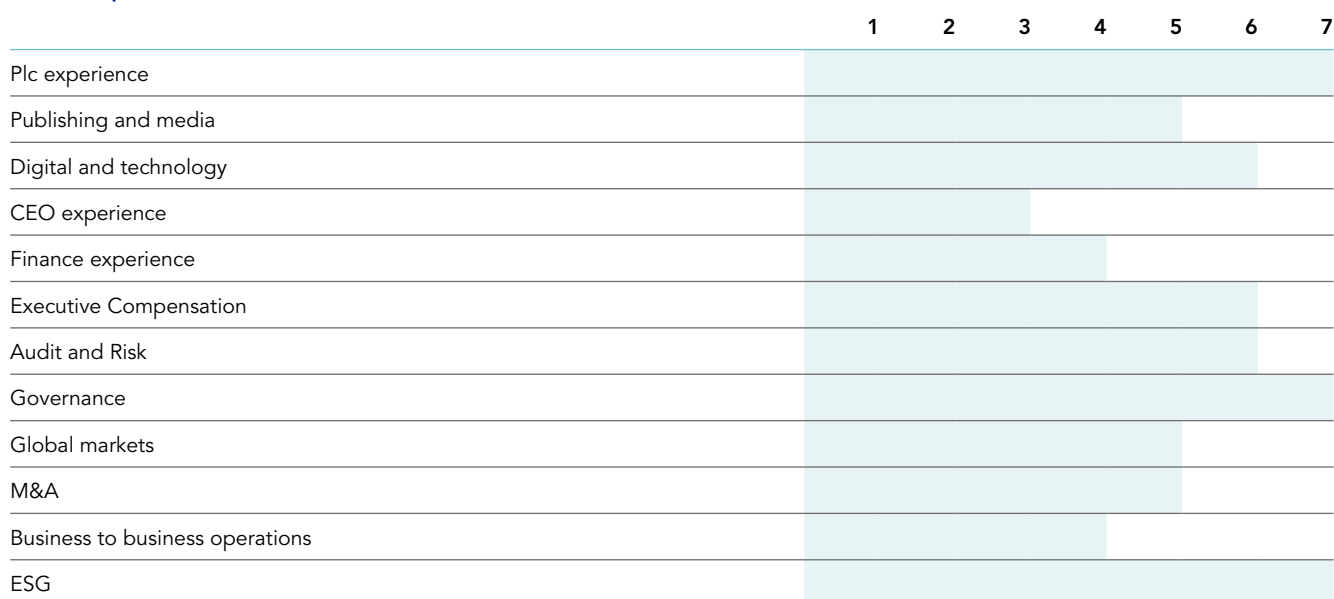 1 2 3 4 5 6 7
Plc experience
Publishing and media
Digital and technology
CEO experience
Finance experience
Executive Compensation
Audit and Risk
Governance
Global markets
M&A
Business to business operations
ESG